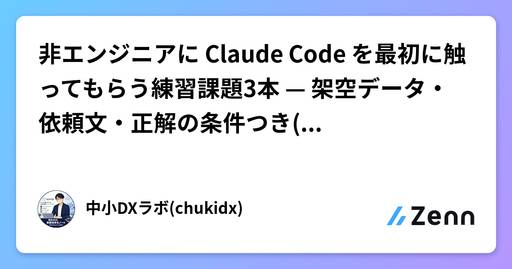 非エンジニアに Claude Code を最初に触
ってもらう練習課題3本 — 架空データ・
依頼文・正解の条件つき(...
中小DXラボ(chukidx)
Zenn